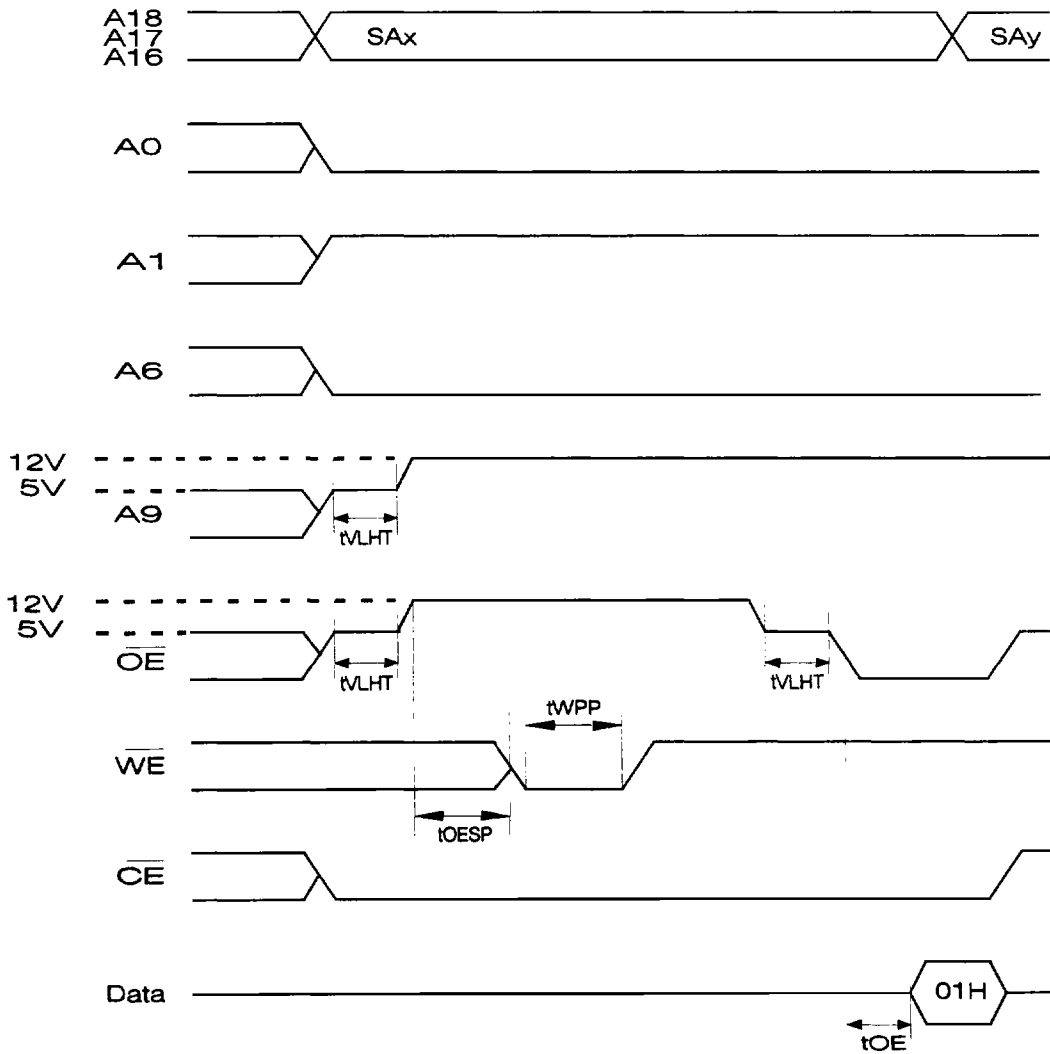 A18
A17
A16
SAx
SAy
A0
A1
A6
12V
5V
A9
tVLHT
12V
5V
OE
tVLHT
tVLHT
tWPP
WE
tOESP
CE
Data
01H
tOE